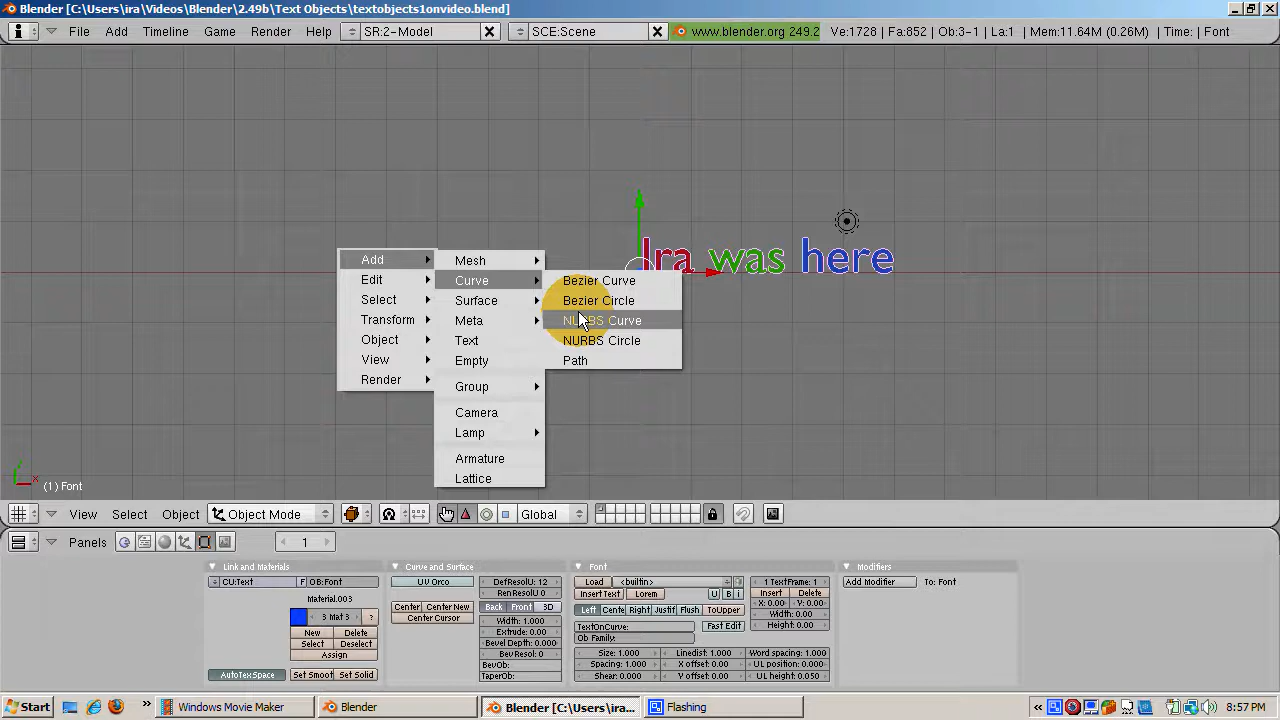 Blender [C:\Users\ira\Videos\Blender\2.49b\Text Objects\textobjects1onvideo.blend]
File Add Timeline Game Render Help SR:2-Model SCE:Scene www.blender.org 249.2 Ve:1728 | Fa:852 | Ob:3-1 | La:1 | Mem:11.64M (0.26M) | Time: | Font
Ira was here
Add
Edit
Select
Transform
Object
View
Render
Mesh
Curve
Surface
Meta
Text
Empty
Group
Camera
Lamp
Armature
Lattice
Bezier Curve
Bezier Circle
NURBS Curve
NURBS Circle
Path
(1) Font
View Select Object Object Mode Global
Panels 1
Link and Materials
CU:Text F OB:Font
Material.003
3 Mat 3 ?
New Delete
Select Deselect
Assign
AutoTexSpace Set Smoot Set Solid
Curve and Surface
UV Orco
Center Center New
Center Cursor
DefResolU: 12
RenResolU 0
Back Front 3D
Width: 1.000
Extrude: 0.00
Bevel Depth: 0.000
BevResol: 0
BevOb:
TaperOb:
Font
Load <builtin>
Insert Text Lorem U B i
Left Cente Right Justif Flush ToUpper
TextOnCurve: Fast Edit
Ob Family:
Size: 1.000 Linedist: 1.000 Word spacing: 1.000
Spacing: 1.000 X offset: 0.00 UL position: 0.000
Shear: 0.000 Y offset: 0.00 UL height: 0.050
1 TextFrame: 1
Insert Delete
X: 0.00 Y: 0.00
Width: 0.00
Height: 0.00
Modifiers
Add Modifier To: Font
Start Windows Movie Maker Blender Blender [C:\Users\ira... Flashing 8:57 PM